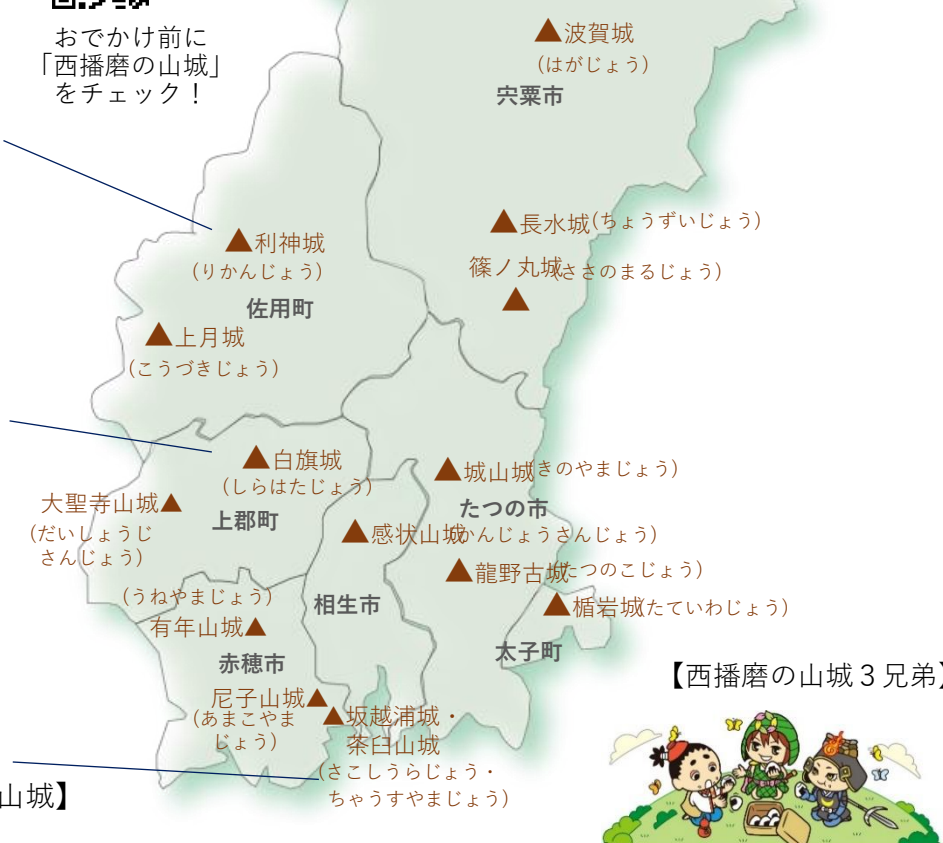 おでかけ前に
「西播磨の山城」
をチェック！
▲波賀城
(はがじょう)
宍粟市
▲長水城(ちょうずいじょう)
篠ノ丸城(ささのまるじょう)
▲
▲利神城
(りかんじょう)
佐用町
▲上月城
(こうづきじょう)
▲白旗城
(しらはたじょう)
大聖寺山城▲
(だいしょうじ
さんじょう)
上郡町
▲城山城(きのやまじょう)
たつの市
▲感状山城(かんじょうさんじょう)
▲龍野古城(たつのこじょう)
▲楯岩城(たていわじょう)
相生市
太子町
(うねやまじょう)
有年山城▲
赤穂市
尼子山城▲
(あまこやま
じょう)
▲坂越浦城・
茶臼山城
(さこしうらじょう・
ちゃうすやまじょう)
【西播磨の山城３兄弟】
山城】